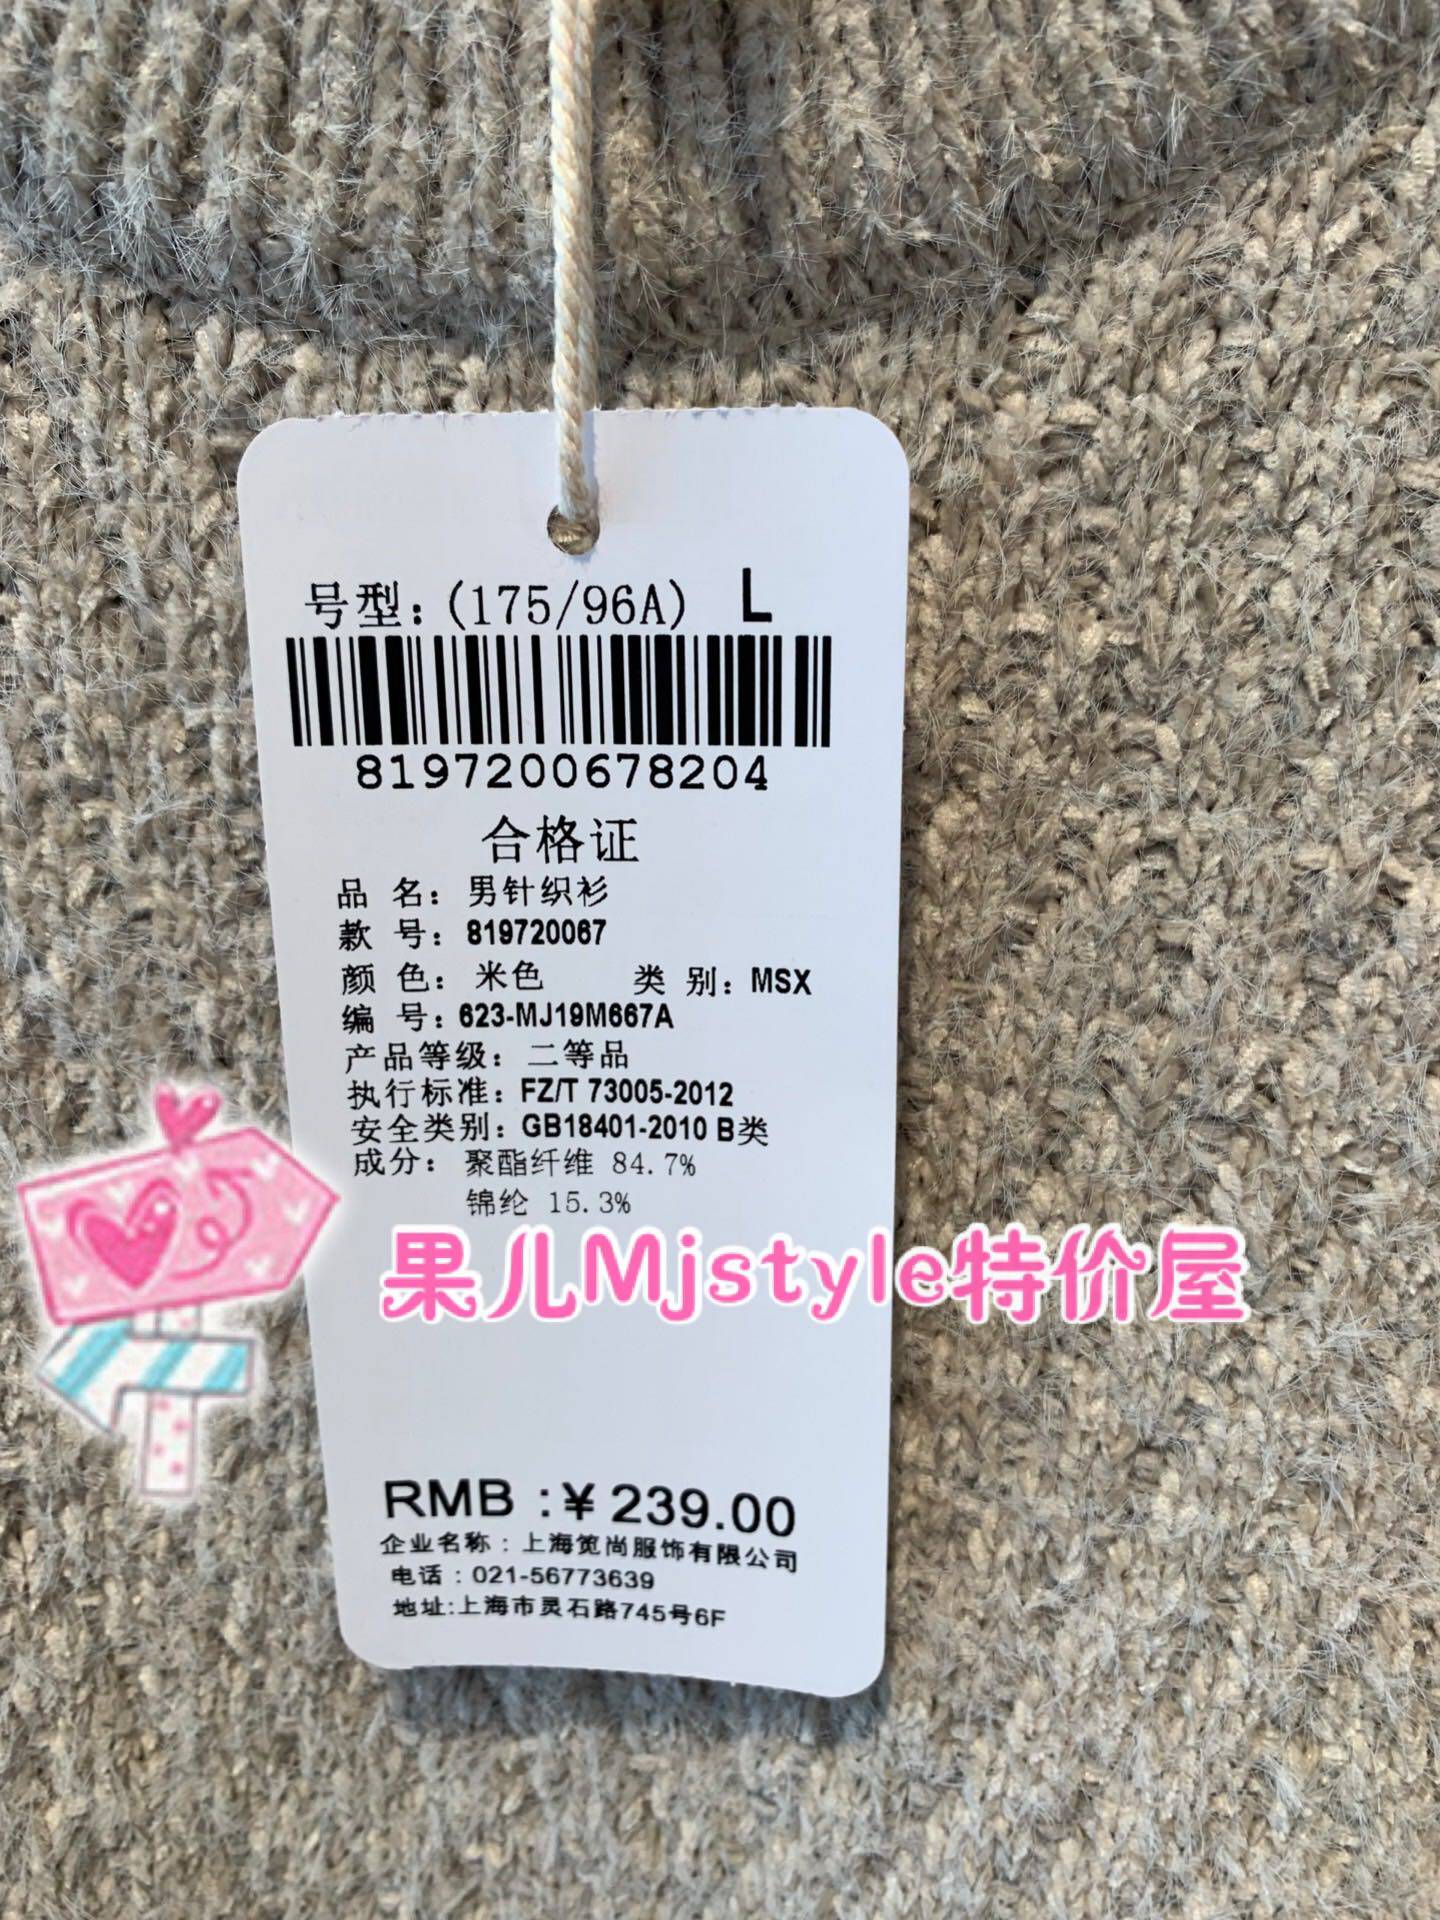 号型:(175/96A) L
8197200678204
合格证
品 名: 男针织衫
款 号: 819720067
颜 色: 米色 类 别: MSX
编 号: 623-MJ19M667A
产品等级: 二等品
执行标准: FZ/T 73005-2012
安全类别: GB18401-2010 B类
成分: 聚酯纤维 84.7%
锦纶 15.3%
果儿Mjstyle特价屋
RMB :¥ 239.00
企业名称:上海笕尚服饰有限公司
电话:021-56773639
地址:上海市灵石路745号6F